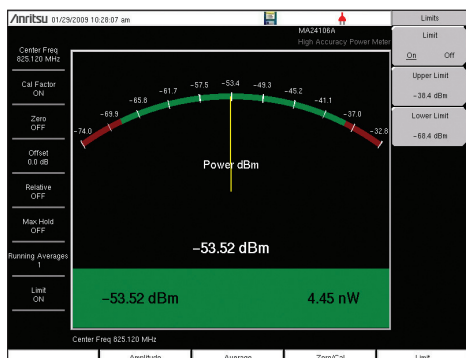 Anritsu 01/29/2009 10:28:07 am
MA24106A
High Accuracy Power Meter
Center Freq
825.120 MHz
Cal Factor
ON
Zero
OFF
Offset
0.0 dB
Relative
OFF
Max Hold
OFF
Running Averages
1
Limit
ON
-74.0
-69.9
-65.8
-61.7
-57.5
-53.4
-49.3
-45.2
-41.1
-37.0
-32.8
Power dBm
-53.52 dBm
-53.52 dBm 4.45 nW
Center Freq 825.120 MHz
Limits
Limit
On Off
Upper Limit
-38.4 dBm
Lower Limit
-68.4 dBm
Amplitude Average Zero/Cal Limit